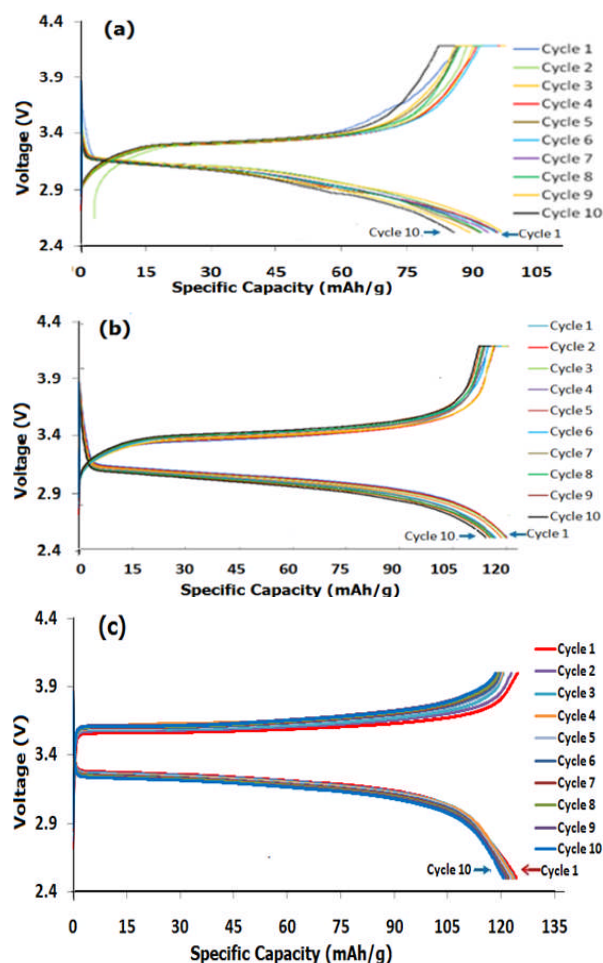 (a)
4.4
3.9
3.4
2.9
2.4
Voltage (V)
Cycle 1
Cycle 2
Cycle 3
Cycle 4
Cycle 5
Cycle 6
Cycle 7
Cycle 8
Cycle 9
Cycle 10
Cycle 10
Cycle 1
0 15 30 45 60 75 90 105
Specific Capacity (mAh/g)
(b)
4.4
3.9
3.4
2.9
2.4
Voltage (V)
Cycle 1
Cycle 2
Cycle 3
Cycle 4
Cycle 5
Cycle 6
Cycle 7
Cycle 8
Cycle 9
Cycle 10
Cycle 10
Cycle 1
0 15 30 45 60 75 90 105 120
Specific Capacity (mAh/g)
(c)
4.4
3.9
3.4
2.9
2.4
Voltage (V)
Cycle 1
Cycle 2
Cycle 3
Cycle 4
Cycle 5
Cycle 6
Cycle 7
Cycle 8
Cycle 9
Cycle 10
Cycle 10
Cycle 1
0 15 30 45 60 75 90 105 120 135
Specific Capacity (mAh/g)